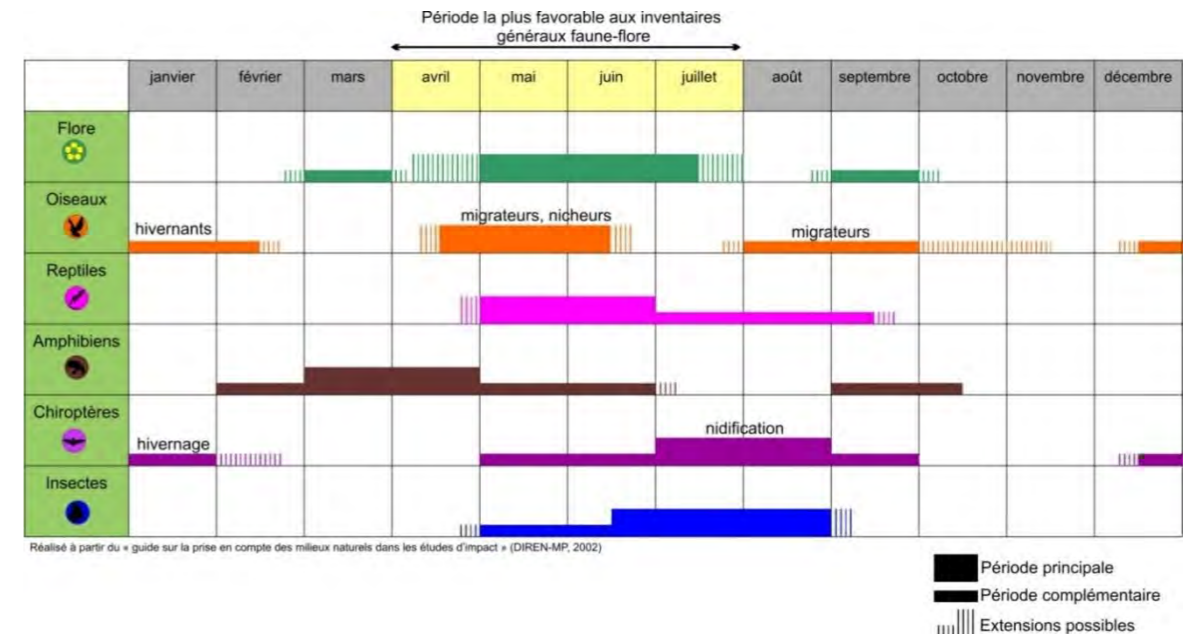 Période la plus favorable aux inventaires
généraux faune-flore
janvier février mars avril mai juin juillet août septembre octobre novembre décembre
Flore
Oiseaux
hivernants
migrateurs, nicheurs
migrateurs
Reptiles
Amphibiens
Chiroptères
hivernage
nidification
Insectes
Réalisé à partir du « guide sur la prise en compte des milieux naturels dans les études d'impact » (DIREN-MP, 2002)
Période principale
Période complémentaire
Extensions possibles